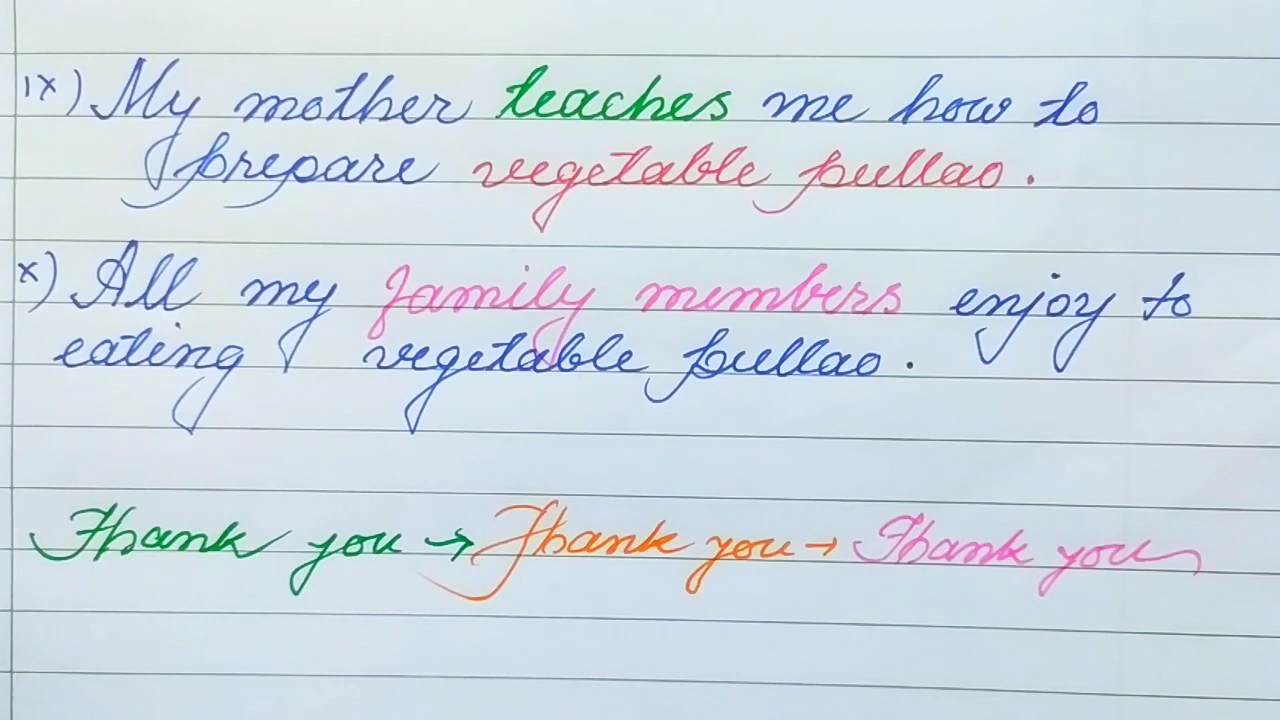 ix) My mother teaches me how to
prepare vegetable pullao.
x) All my family members enjoy to
eating vegetable pullao.
Thank you → Thank you → Thank you